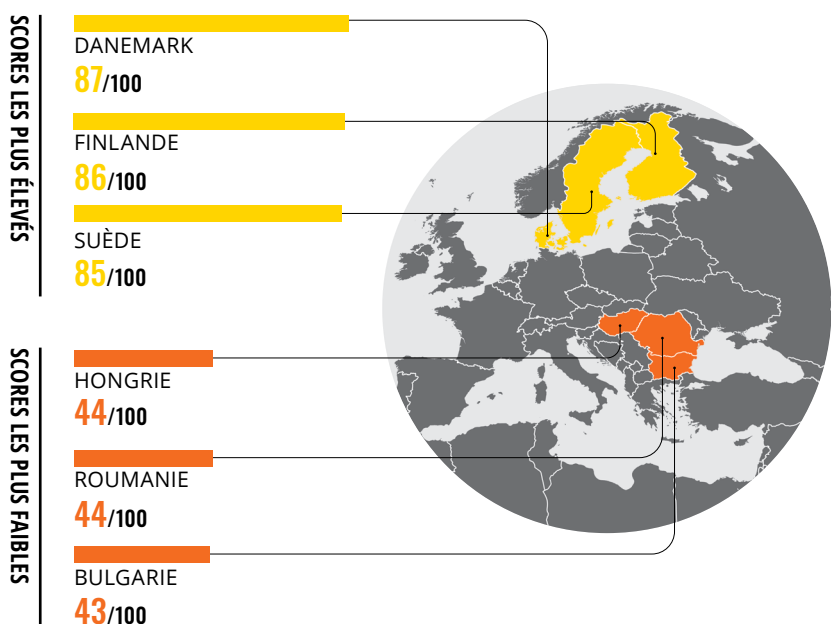 SCORES LES PLUS ÉLEVÉS
DANEMARK
87/100
FINLANDE
86/100
SUÈDE
85/100
SCORES LES PLUS FAIBLES
HONGRIE
44/100
ROUMANIE
44/100
BULGARIE
43/100